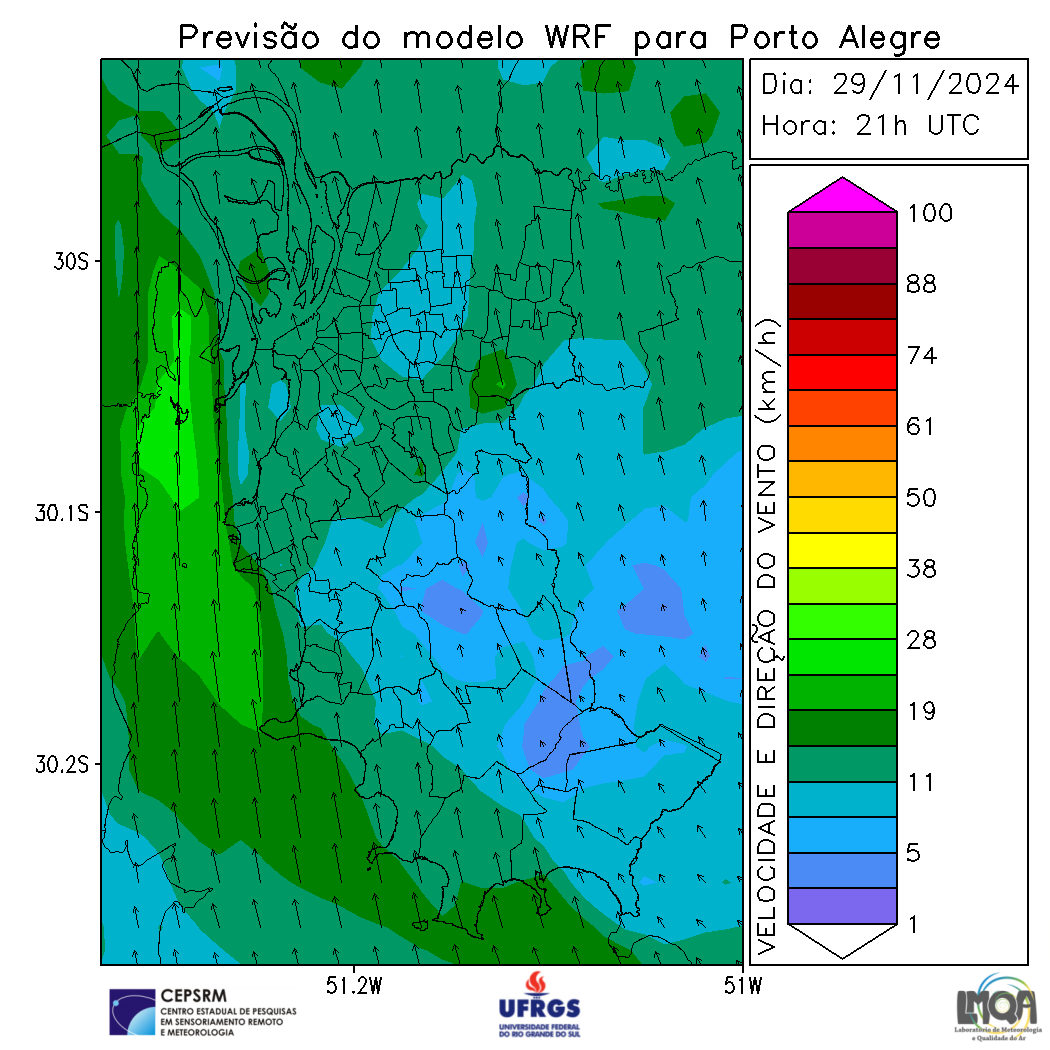 Previsão do modelo WRF para Porto Alegre
Dia: 29/11/2024
Hora: 21h UTC
30S
30.1S
30.2S
51.2W
51W
VELOCIDADE E DIREÇÃO DO VENTO (km/h)
100
88
74
61
50
38
28
19
11
5
1
CEPSRM
CENTRO ESTADUAL DE PESQUISAS
EM SENSORIAMENTO REMOTO
E METEOROLOGIA
UFRGS
UNIVERSIDADE FEDERAL
DO RIO GRANDE DO SUL
LMQA
Laboratório de Meteorologia
e Qualidade do Ar